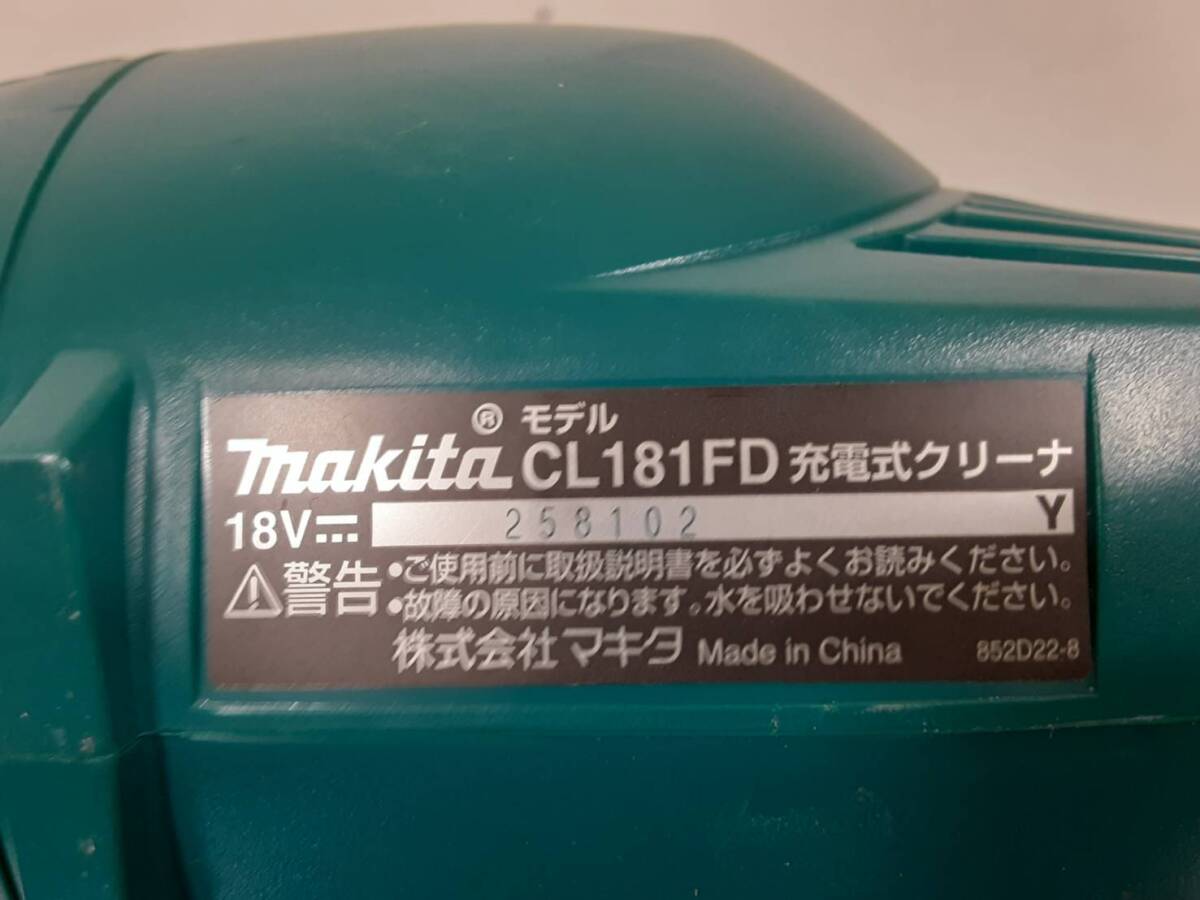 makita® モデル CL181FD 充電式クリーナ
18V⎓ 258102 Y
⚠警告 •ご使用前に取扱説明書を必ずよくお読みください。
•故障の原因になります。水を吸わせないでください。
株式会社マキタ Made in China 852D22-8